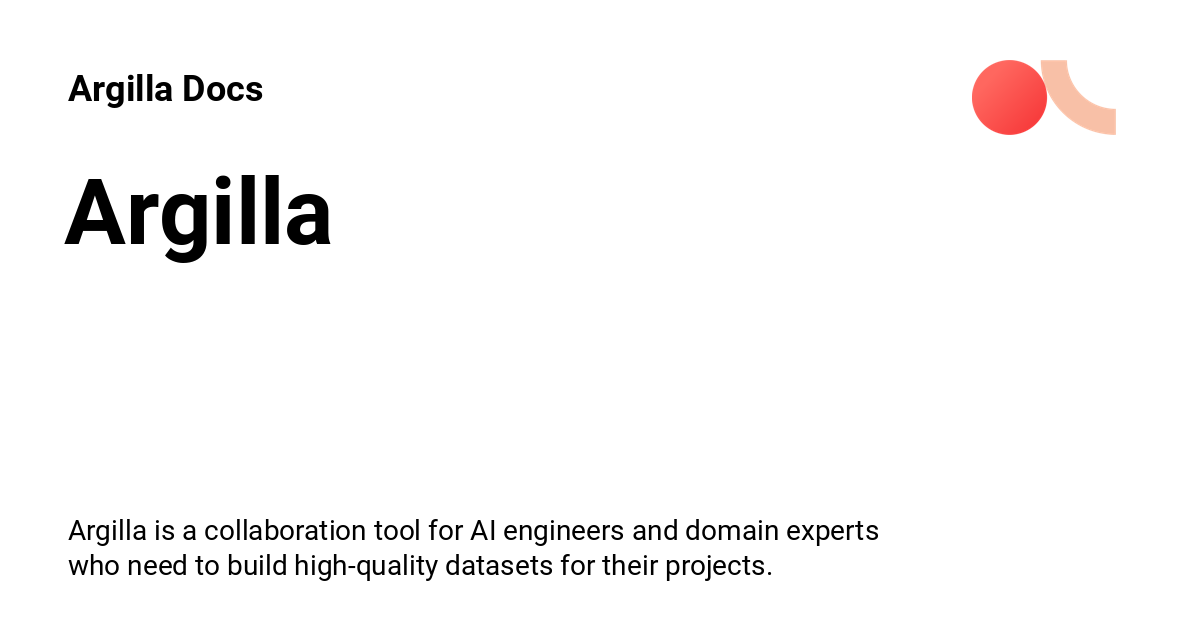 Argilla Docs
Argilla
Argilla is a collaboration tool for AI engineers and domain experts
who need to build high-quality datasets for their projects.